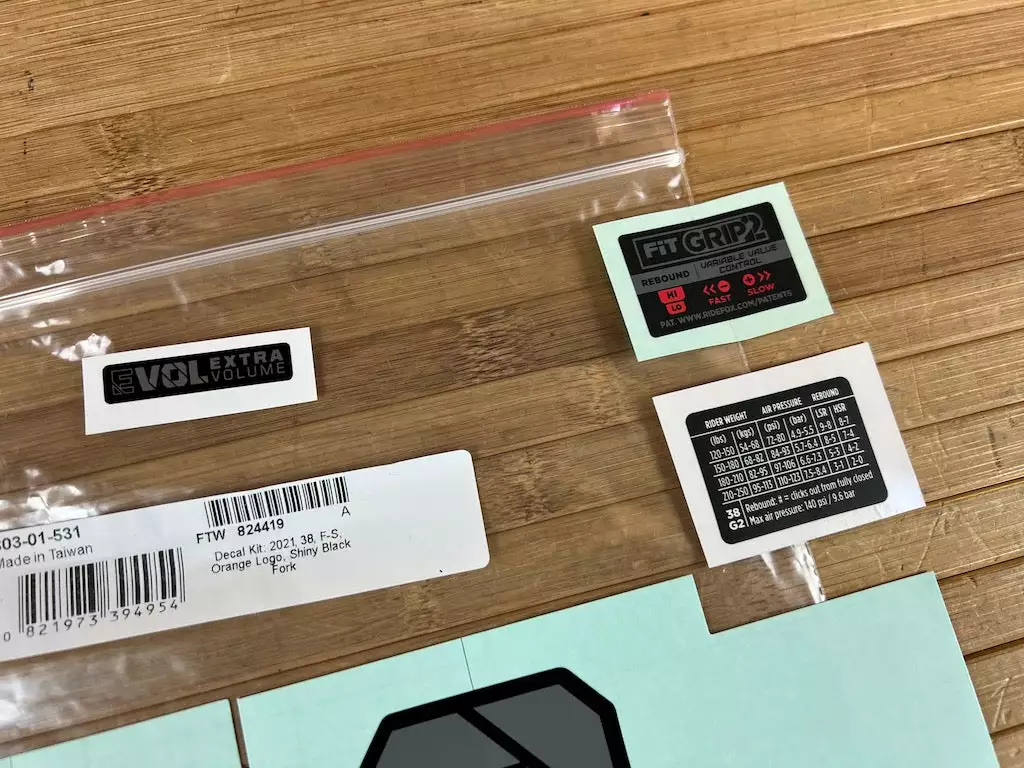 FiT GRIP2
REBOUND
VARIABLE VALUE
CONTROL
HI
LO
FAST
SLOW
PAT. WWW.RIDEFOX.COM/PATENTS
EVOL EXTRA
VOLUME
RIDER WEIGHT AIR PRESSURE REBOUND
(lbs) (kgs) (psi) (bar) LSR HSR
120-150 54-68 72-80 4.9-5.5 9-8 8-7
150-180 68-82 84-93 5.7-6.4 8-5 7-4
180-210 82-95 97-106 6.6-7.3 5-3 4-2
210-250 95-113 110-123 7.5-8.4 3-1 2-0
38 Rebound: # = clicks out from fully closed
G2 Max air pressure: 140 psi / 9.6 bar
803-01-531
Made in Taiwan
0 821973 394954
FTW 824419 A
Decal Kit: 2021, 38, F-S,
Orange Logo, Shiny Black
Fork